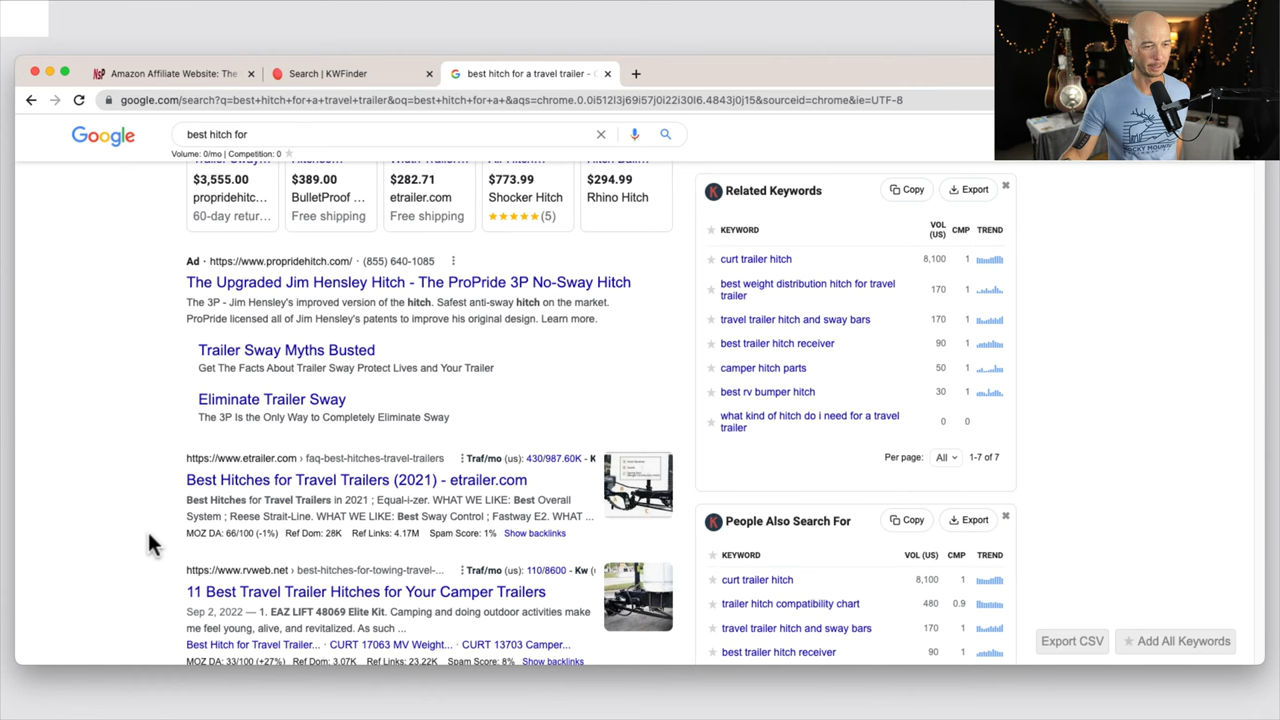 Amazon Affiliate Website: The
Search | KWFinder
best hitch for a travel trailer -
google.com/search?q=best+hitch+for+a+travel+trailer&oq=best+hitch+for+a+&aqs=chrome.0.0i512l3j69i57j0i22i30l6.4843j0j15&sourceid=chrome&ie=UTF-8
Google
best hitch for
Volume: 0/mo | Competition: 0
$3,555.00
propridehitc...
60-day retur...
$389.00
BulletProof ...
Free shipping
$282.71
etrailer.com
Free shipping
$773.99
Shocker Hitch
(5)
$294.99
Rhino Hitch
Ad · https://www.propridehitch.com/ · (855) 640-1085
The Upgraded Jim Hensley Hitch - The ProPride 3P No-Sway Hitch
The 3P - Jim Hensley's improved version of the hitch. Safest anti-sway hitch on the market.
ProPride licensed all of Jim Hensley's patents to improve his original design. Learn more.
Trailer Sway Myths Busted
Get The Facts About Trailer Sway Protect Lives and Your Trailer
Eliminate Trailer Sway
The 3P Is the Only Way to Completely Eliminate Sway
https://www.etrailer.com › faq-best-hitches-travel-trailers Traf/mo (us): 430/987.60K - K
Best Hitches for Travel Trailers (2021) - etrailer.com
Best Hitches for Travel Trailers in 2021 ; Equal-i-zer. WHAT WE LIKE: Best Overall
System ; Reese Strait-Line. WHAT WE LIKE: Best Sway Control ; Fastway E2. WHAT ...
MOZ DA: 66/100 (-1%) Ref Dom: 28K Ref Links: 4.17M Spam Score: 1% Show backlinks
https://www.rvweb.net › best-hitches-for-towing-travel-... Traf/mo (us): 110/8600 - Kw
11 Best Travel Trailer Hitches for Your Camper Trailers
Sep 2, 2022 — 1. EAZ LIFT 48069 Elite Kit. Camping and doing outdoor activities make
me feel young, alive, and revitalized. As such ...
Best Hitch for Travel Trailer... · CURT 17063 MV Weight... · CURT 13703 Camper...
MOZ DA: 33/100 (+27%) Ref Dom: 3.07K Ref Links: 23.22K Spam Score: 8% Show backlinks
Related Keywords
Copy
Export
KEYWORD VOL (US) CMP TREND
curt trailer hitch 8,100 1
best weight distribution hitch for travel
trailer 170 1
travel trailer hitch and sway bars 170 1
best trailer hitch receiver 90 1
camper hitch parts 50 1
best rv bumper hitch 30 1
what kind of hitch do i need for a travel
trailer 0 0
Per page: All 1-7 of 7
People Also Search For
Copy
Export
KEYWORD VOL (US) CMP TREND
curt trailer hitch 8,100 1
trailer hitch compatibility chart 480 0.9
travel trailer hitch and sway bars 170 1
best trailer hitch receiver 90 1
Export CSV
Add All Keywords